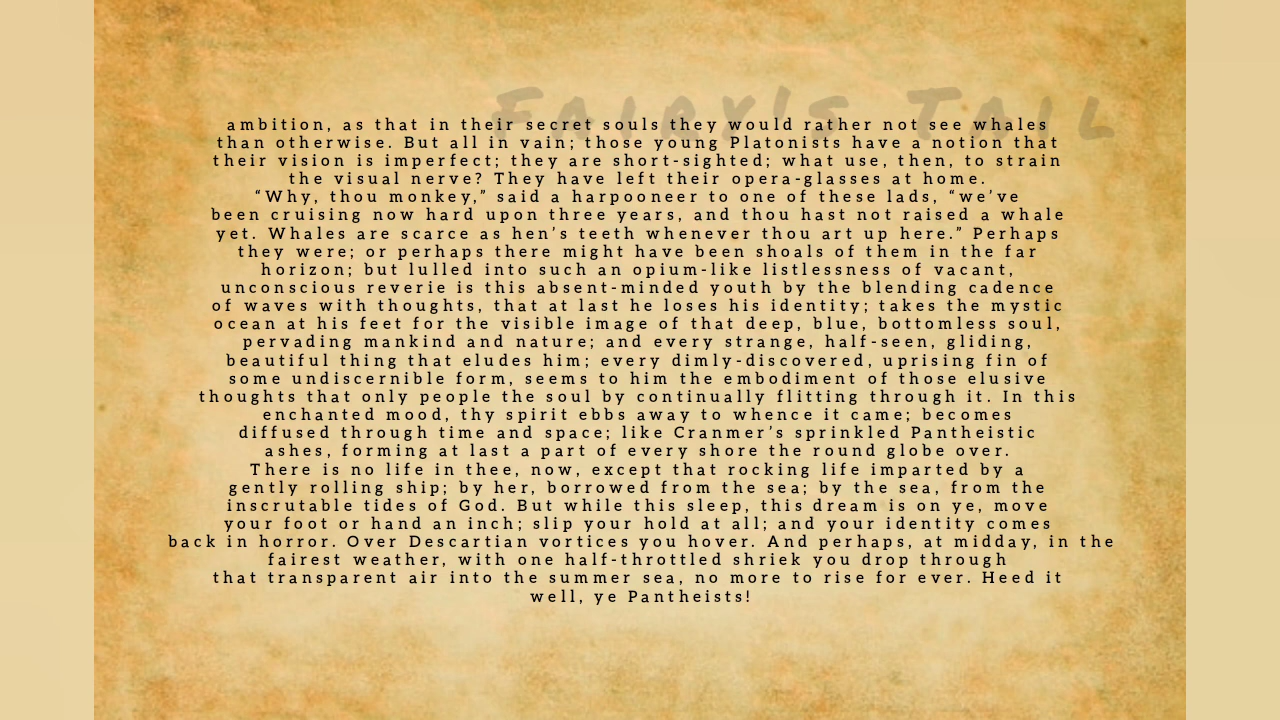 FAIRY'S TAIL
ambition, as that in their secret souls they would rather not see whales
than otherwise. But all in vain; those young Platonists have a notion that
their vision is imperfect; they are short-sighted; what use, then, to strain
the visual nerve? They have left their opera-glasses at home.
“Why, thou monkey,” said a harpooneer to one of these lads, “we’ve
been cruising now hard upon three years, and thou hast not raised a whale
yet. Whales are scarce as hen’s teeth whenever thou art up here.” Perhaps
they were; or perhaps there might have been shoals of them in the far
horizon; but lulled into such an opium-like listlessness of vacant,
unconscious reverie is this absent-minded youth by the blending cadence
of waves with thoughts, that at last he loses his identity; takes the mystic
ocean at his feet for the visible image of that deep, blue, bottomless soul,
pervading mankind and nature; and every strange, half-seen, gliding,
beautiful thing that eludes him; every dimly-discovered, uprising fin of
some undiscernible form, seems to him the embodiment of those elusive
thoughts that only people the soul by continually flitting through it. In this
enchanted mood, thy spirit ebbs away to whence it came; becomes
diffused through time and space; like Cranmer’s sprinkled Pantheistic
ashes, forming at last a part of every shore the round globe over.
There is no life in thee, now, except that rocking life imparted by a
gently rolling ship; by her, borrowed from the sea; by the sea, from the
inscrutable tides of God. But while this sleep, this dream is on ye, move
your foot or hand an inch; slip your hold at all; and your identity comes
back in horror. Over Descartian vortices you hover. And perhaps, at midday, in the
fairest weather, with one half-throttled shriek you drop through
that transparent air into the summer sea, no more to rise for ever. Heed it
well, ye Pantheists!